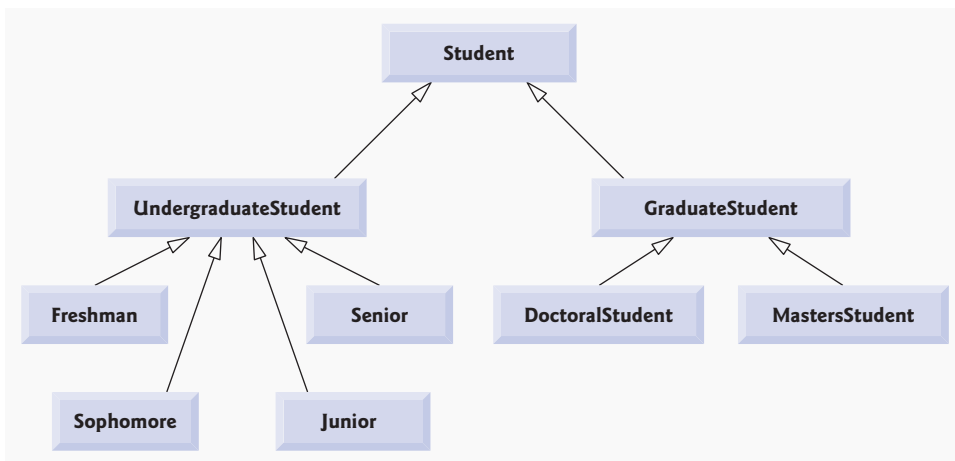 Student
UndergraduateStudent
GraduateStudent
Freshman
Senior
DoctoralStudent
MastersStudent
Sophomore
Junior